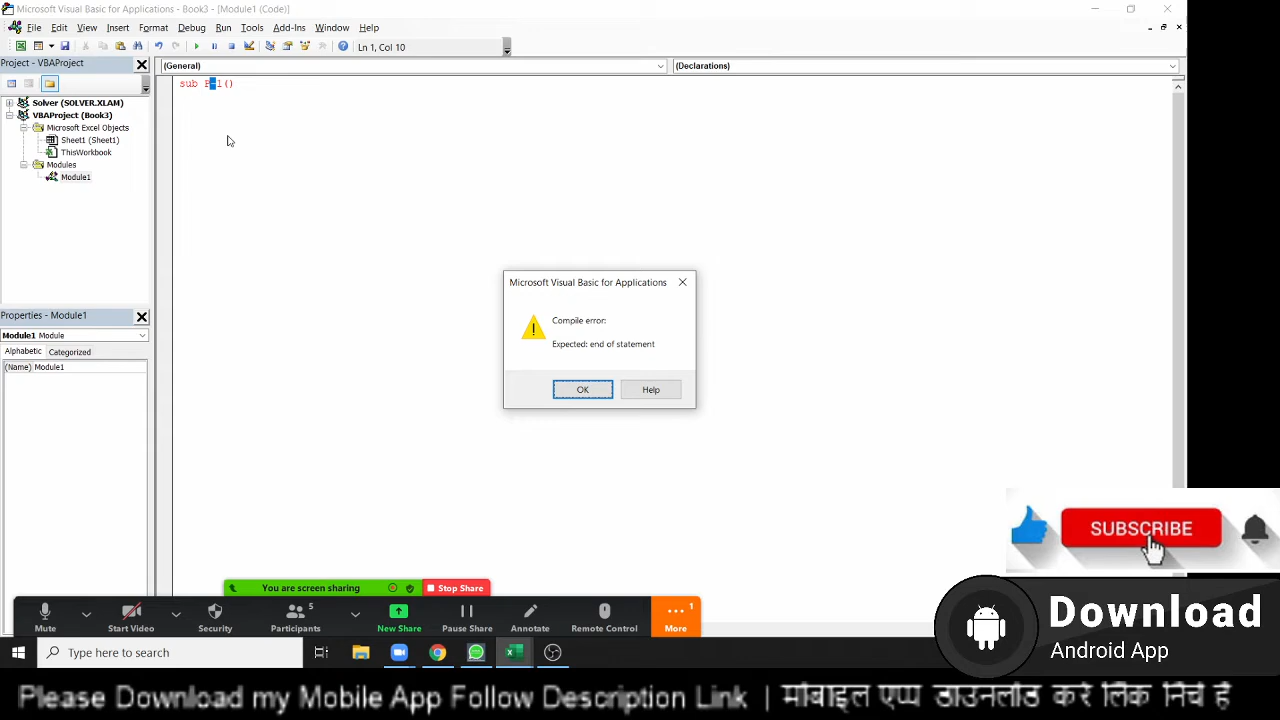 Microsoft Visual Basic for Applications - Book3 - [Module1 (Code)]
File Edit View Insert Format Debug Run Tools Add-Ins Window Help
Ln 1, Col 10
Project - VBAProject
(General)
(Declarations)
sub P-1()
Solver (SOLVER.XLAM)
VBAProject (Book3)
Microsoft Excel Objects
Sheet1 (Sheet1)
ThisWorkbook
Modules
Module1
Microsoft Visual Basic for Applications
Compile error:
Expected: end of statement
OK Help
Properties - Module1
Module1 Module
Alphabetic Categorized
(Name) Module1
SUBSCRIBE
You are screen sharing Stop Share
5
1
Mute Start Video Security Participants New Share Pause Share Annotate Remote Control More
Download
Android App
Type here to search
Please Download my Mobile App Follow Description Link | मोबाइल एप्प डाउनलोड करे लिंक निचे है